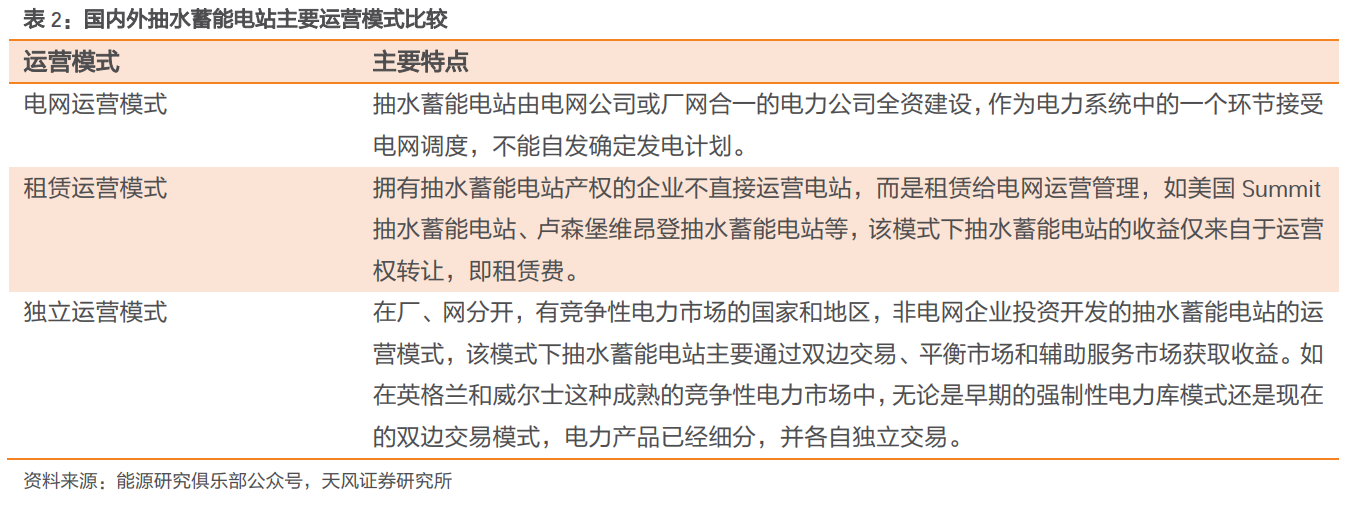 表 2：国内外抽水蓄能电站主要运营模式比较
运营模式 主要特点
电网运营模式 抽水蓄能电站由电网公司或厂网合一的电力公司全资建设，作为电力系统中的一个环节接受
电网调度，不能自发确定发电计划。
租赁运营模式 拥有抽水蓄能电站产权的企业不直接运营电站，而是租赁给电网运营管理，如美国 Summit
抽水蓄能电站、卢森堡维昂登抽水蓄能电站等，该模式下抽水蓄能电站的收益仅来自于运营
权转让，即租赁费。
独立运营模式 在厂、网分开，有竞争性电力市场的国家和地区，非电网企业投资开发的抽水蓄能电站的运
营模式，该模式下抽水蓄能电站主要通过双边交易、平衡市场和辅助服务市场获取收益。如
在英格兰和威尔士这种成熟的竞争性电力市场中，无论是早期的强制性电力库模式还是现在
的双边交易模式，电力产品已经细分，并各自独立交易。
资料来源：能源研究俱乐部公众号，天风证券研究所